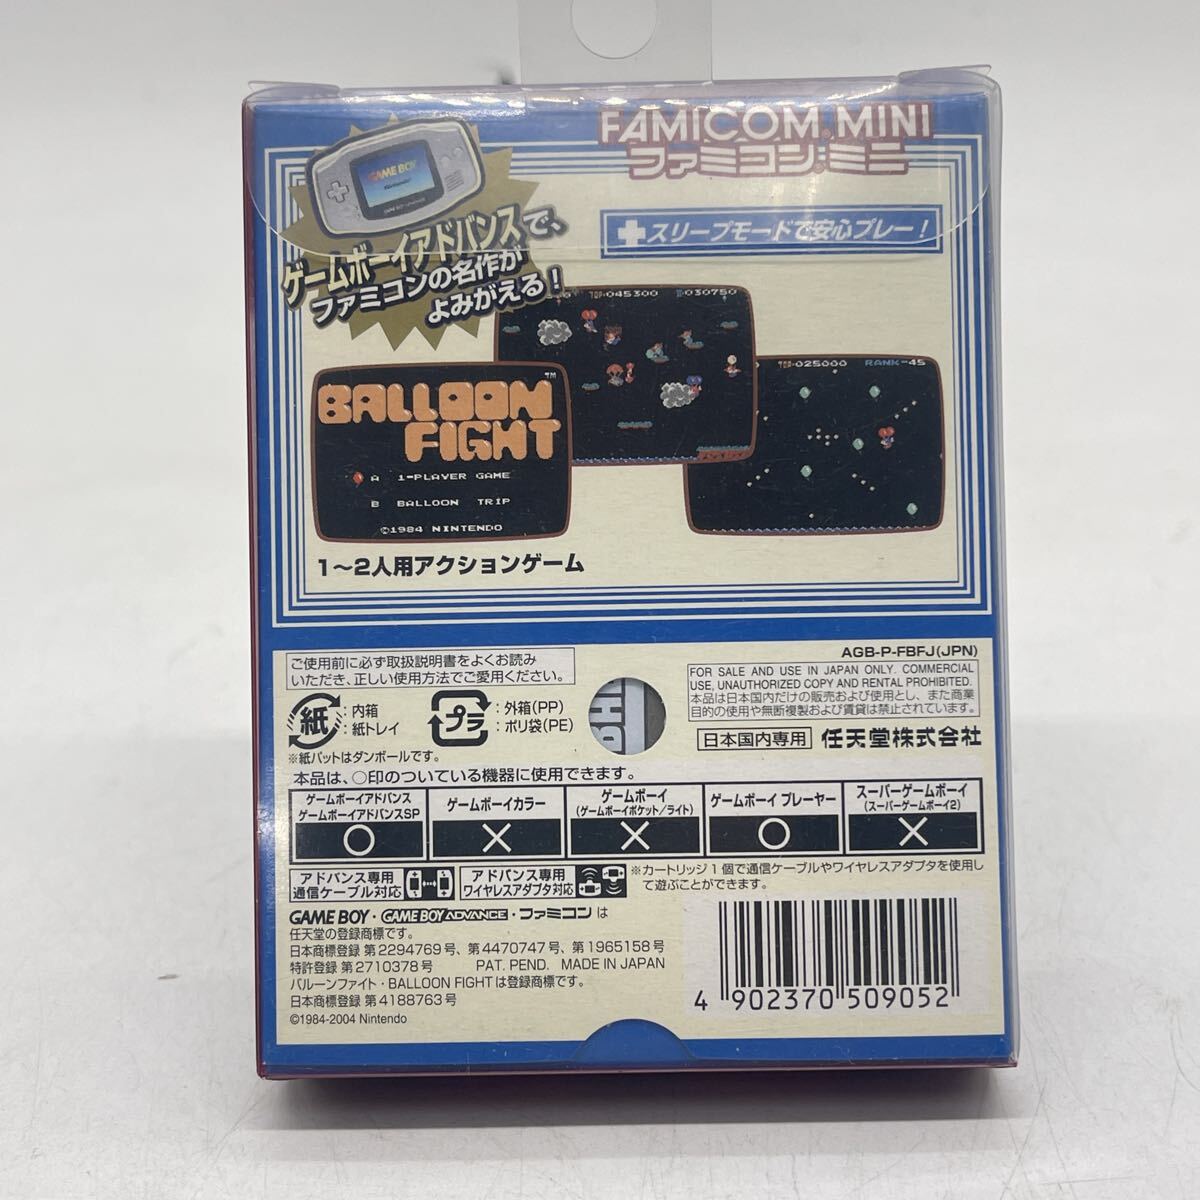 FAMICOM MINI
ファミコンミニ
GAME BOY
Nintendo
ゲームボーイアドバンスで、
ファミコンの名作が
よみがえる!
スリープモードで安心プレー!
TOP-045300 II-030750
TOP-025000 RANK-45
BALLOON
FIGHT
TM
A 1-PLAYER GAME
B BALLOON TRIP
©1984 NINTENDO
1〜2人用アクションゲーム
ご使用前に必ず取扱説明書をよくお読み
いただき、正しい使用方法でご愛用ください。
紙 :内箱
:紙トレイ
プラ :外箱(PP)
:ポリ袋(PE)
※紙パットはダンボールです。
AGB-P-FBFJ(JPN)
FOR SALE AND USE IN JAPAN ONLY. COMMERCIAL
USE, UNAUTHORIZED COPY AND RENTAL PROHIBITED.
本品は日本国内だけの販売および使用とし、また商業
目的の使用や無断複製および賃貸は禁止されています。
日本国内専用 任天堂株式会社
本品は、○印のついている機器に使用できます。
ゲームボーイアドバンス
ゲームボーイアドバンスSP
○
ゲームボーイカラー
×
ゲームボーイ
(ゲームボーイポケット/ライト)
×
ゲームボーイ プレーヤー
○
スーパーゲームボーイ
(スーパーゲームボーイ2)
×
アドバンス専用
通信ケーブル対応
アドバンス専用
ワイヤレスアダプタ対応
※カートリッジ1個で通信ケーブルやワイヤレスアダプタを使用し
て遊ぶことができます。
GAME BOY・GAME BOY ADVANCE・ファミコンは
任天堂の登録商標です。
日本商標登録 第2294769号、第4470747号、第1965158号
特許登録 第2710378号 PAT. PEND. MADE IN JAPAN
バルーンファイト・BALLOON FIGHTは登録商標です。
日本商標登録 第4188763号
©1984-2004 Nintendo
4 902370 509052